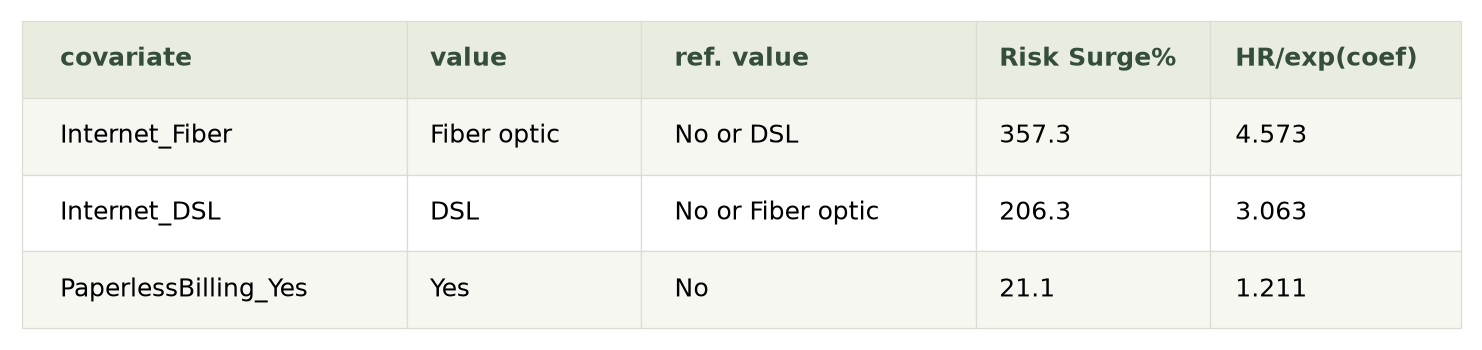 covariate value ref. value Risk Surge% HR/exp(coef)
Internet_Fiber Fiber optic No or DSL 357.3 4.573
Internet_DSL DSL No or Fiber optic 206.3 3.063
PaperlessBilling_Yes Yes No 21.1 1.211